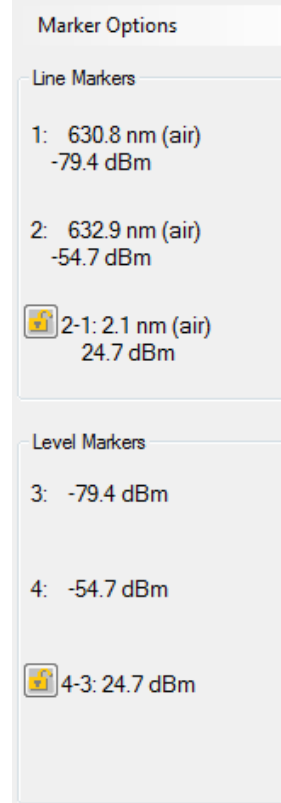 Marker Options
Line Markers
1: 630.8 nm (air)
-79.4 dBm
2: 632.9 nm (air)
-54.7 dBm
2-1: 2.1 nm (air)
24.7 dBm
Level Markers
3: -79.4 dBm
4: -54.7 dBm
4-3: 24.7 dBm